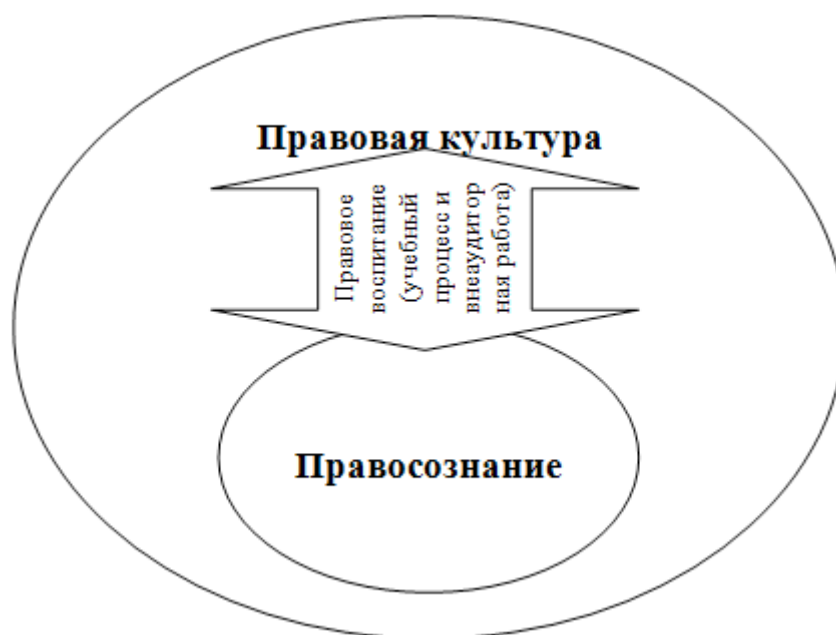 Правовая культура
Правовое
воспитание
(учебный
процесс и
внеаудитор
ная работа)
Правосознание